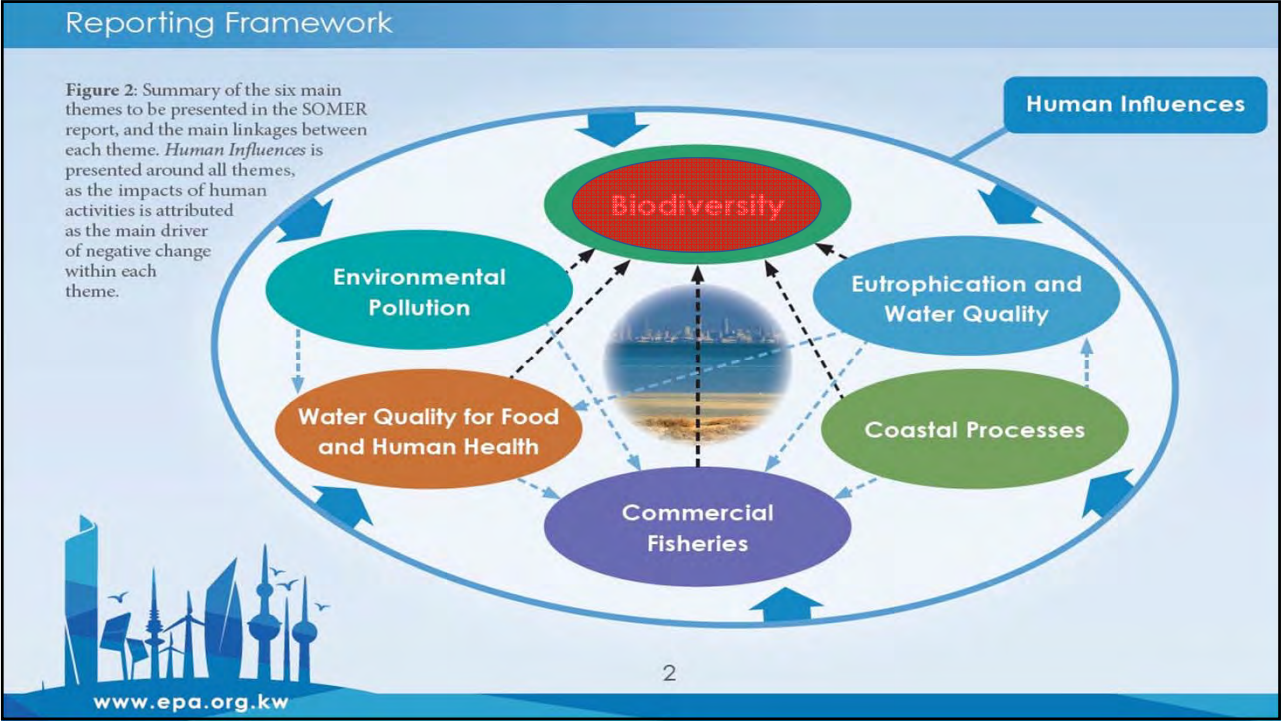 Reporting Framework
Figure 2: Summary of the six main
themes to be presented in the SOMER
report, and the main linkages between
each theme. Human Influences is
presented around all themes,
as the impacts of human
activities is attributed
as the main driver
of negative change
within each
theme.
Human Influences
Biodiversity
Environmental
Pollution
Eutrophication and
Water Quality
Water Quality for Food
and Human Health
Coastal Processes
Commercial
Fisheries
2
www.epa.org.kw